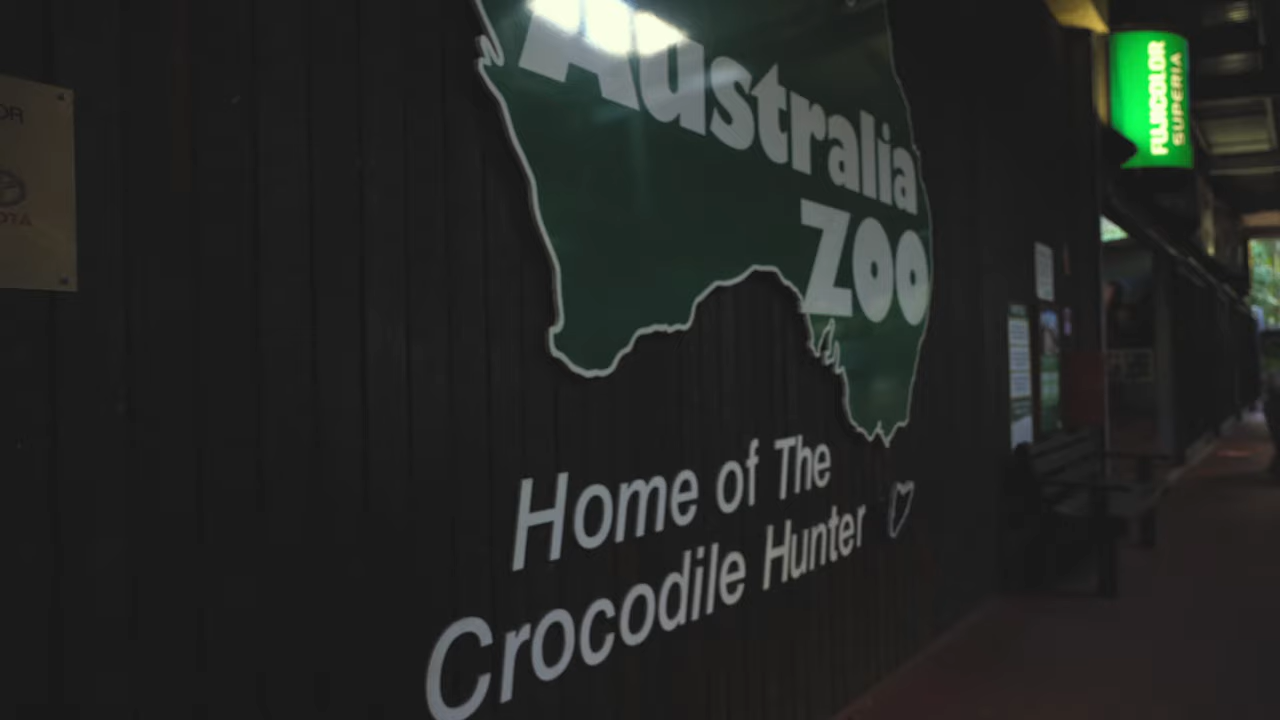 Australia
ZOO
Home of The
Crocodile Hunter
FUJICOLOR
SUPERIA